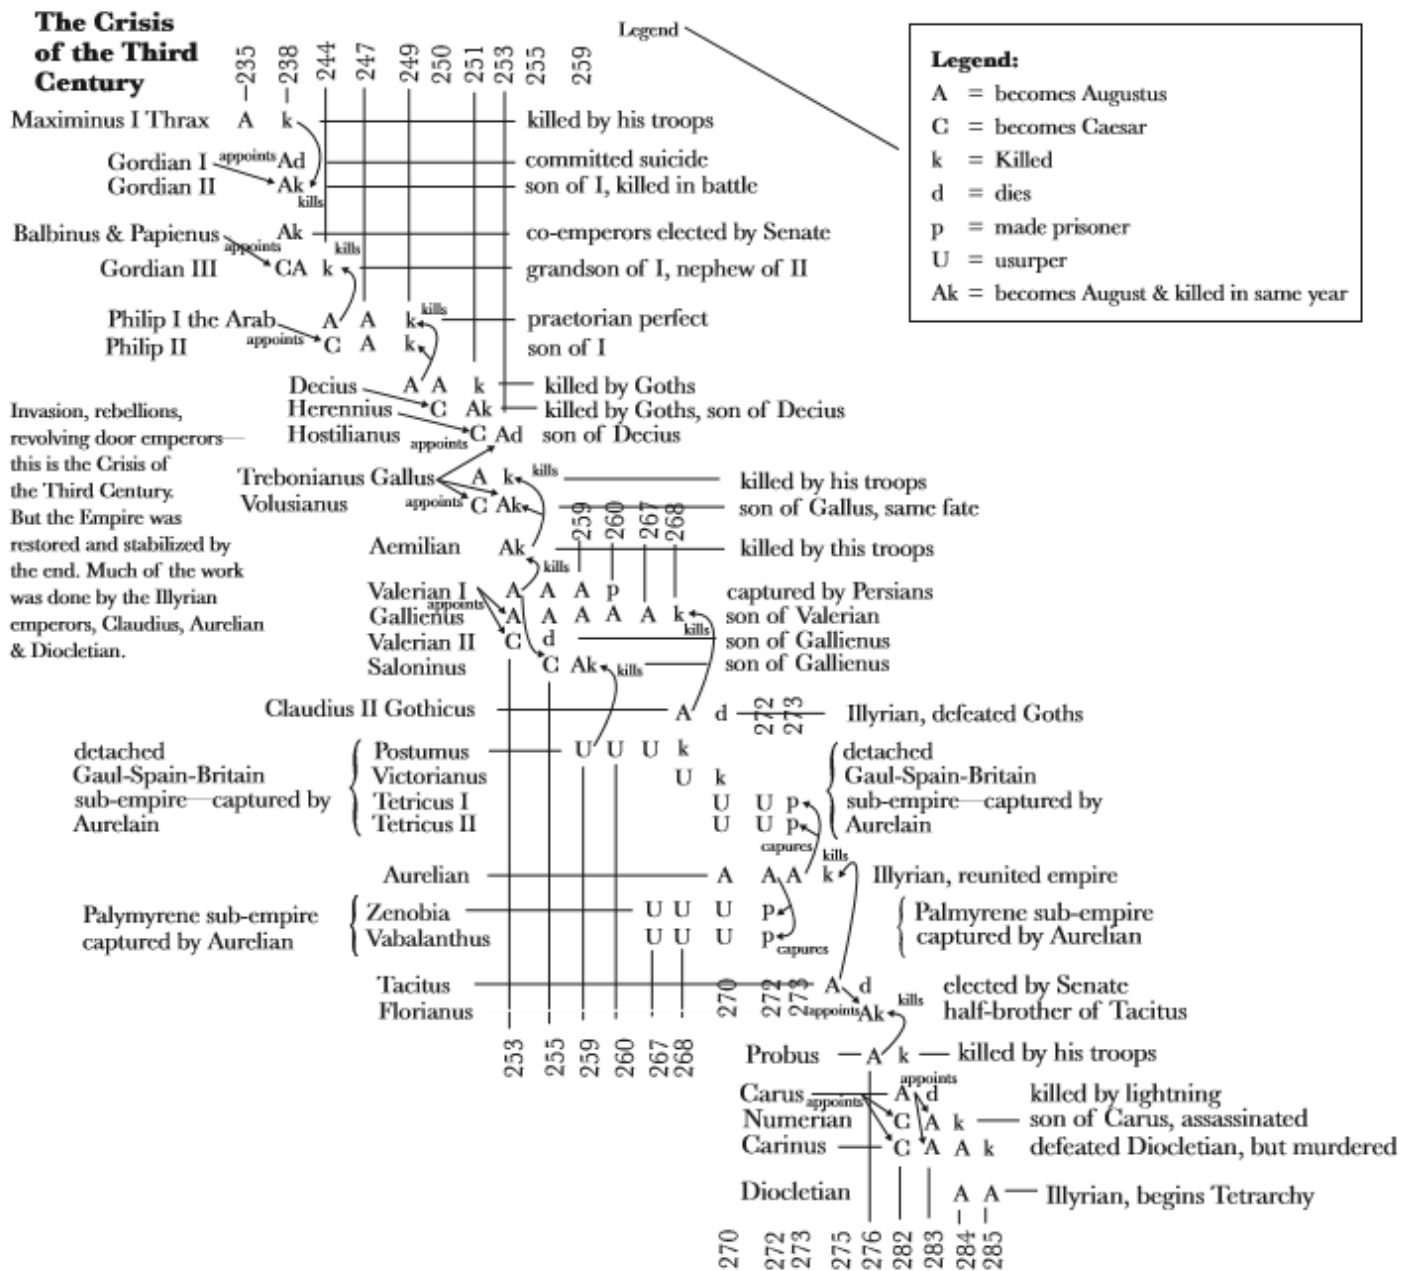 The Crisis
of the Third
Century
235 238 244 247 249 250 251 253 255 259
Legend
Legend:
A = becomes Augustus
C = becomes Caesar
k = Killed
d = dies
p = made prisoner
U = usurper
Ak = becomes August & killed in same year
Maximinus I Thrax A k killed by his troops
Gordian I appoints Ad committed suicide
Gordian II Ak son of I, killed in battle
kills
Balbinus & Papienus Ak co-emperors elected by Senate
appoints kills
Gordian III CA k grandson of I, nephew of II
Philip I the Arab A A k kills praetorian perfect
Philip II appoints C A k son of I
Decius A A k killed by Goths
Herennius C Ak killed by Goths, son of Decius
Hostilianus appoints C Ad son of Decius
Invasion, rebellions,
revolving door emperors—
this is the Crisis of
the Third Century.
But the Empire was
restored and stabilized by
the end. Much of the work
was done by the Illyrian
emperors, Claudius, Aurelian
& Diocletian.
Trebonianus Gallus A k kills killed by his troops
Volusianus appoints C Ak son of Gallus, same fate
259 260 267 268
Aemilian Ak killed by this troops
kills
Valerian I A A A p captured by Persians
appoints
Gallienus A A A A A k son of Valerian
kills
Valerian II C d son of Gallienus
Saloninus C Ak kills son of Gallienus
Claudius II Gothicus A d 272 273 Illyrian, defeated Goths
detached
Gaul-Spain-Britain
sub-empire—captured by
Aurelain
Postumus U U U k
Victorianus U k
Tetricus I U U p
Tetricus II U U p
capures
detached
Gaul-Spain-Britain
sub-empire—captured by
Aurelain
kills
Aurelian A A A k Illyrian, reunited empire
Palymyrene sub-empire
captured by Aurelian
Zenobia U U U p
Vabalanthus U U U p
capures
Palmyrene sub-empire
captured by Aurelian
Tacitus 270 272 273 A d elected by Senate
Florianus appoints Ak kills half-brother of Tacitus
253 255 259 260 267 268
Probus A k killed by his troops
appoints
Carus appoints A d killed by lightning
Numerian C A k son of Carus, assassinated
Carinus C A A k defeated Diocletian, but murdered
Diocletian A A Illyrian, begins Tetrarchy
270 272 273 275 276 282 283 284 285